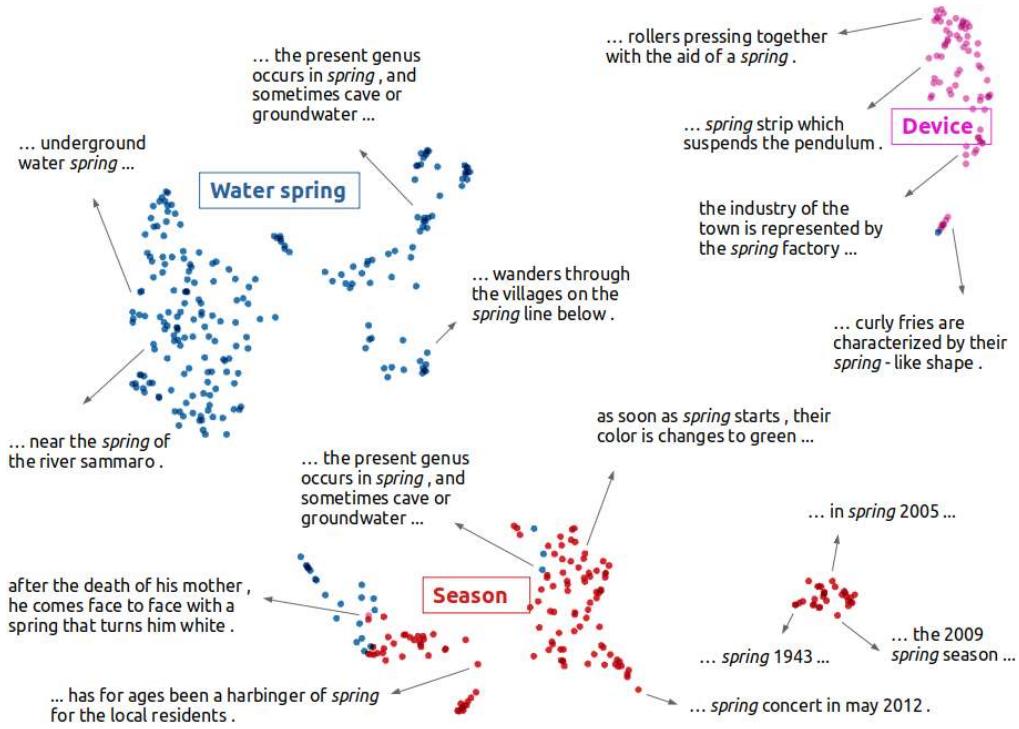 … the present genus
occurs in spring , and
sometimes cave or
groundwater ...
… underground
water spring ...
Water spring
… wanders through
the villages on the
spring line below .
… near the spring of
the river sammaro .
… rollers pressing together
with the aid of a spring .
… spring strip which
suspends the pendulum .
Device
the industry of the
town is represented by
the spring factory ...
… curly fries are
characterized by their
spring - like shape .
as soon as spring starts , their
color is changes to green ...
… the present genus
occurs in spring , and
sometimes cave or
groundwater ...
after the death of his mother ,
he comes face to face with a
spring that turns him white .
Season
... has for ages been a harbinger of spring
for the local residents .
… in spring 2005 ...
… spring 1943 ...
… the 2009
spring season ...
… spring concert in may 2012 .